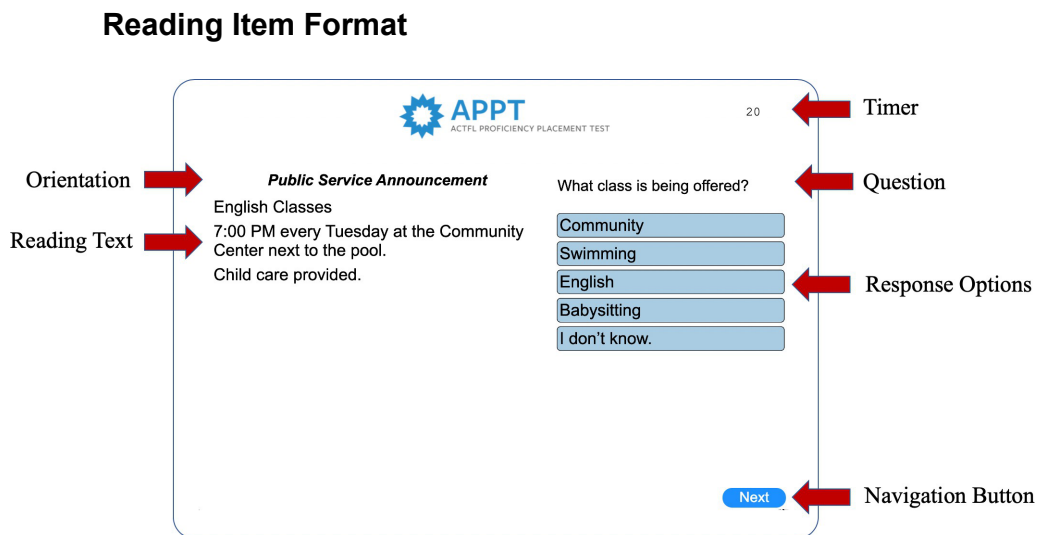 Reading Item Format
APPT
ACTFL PROFICIENCY PLACEMENT TEST
20
Timer
Orientation
Public Service Announcement
What class is being offered?
Question
Reading Text
English Classes
7:00 PM every Tuesday at the Community
Center next to the pool.
Child care provided.
Community
Swimming
English
Babysitting
I don't know.
Response Options
Next
Navigation Button